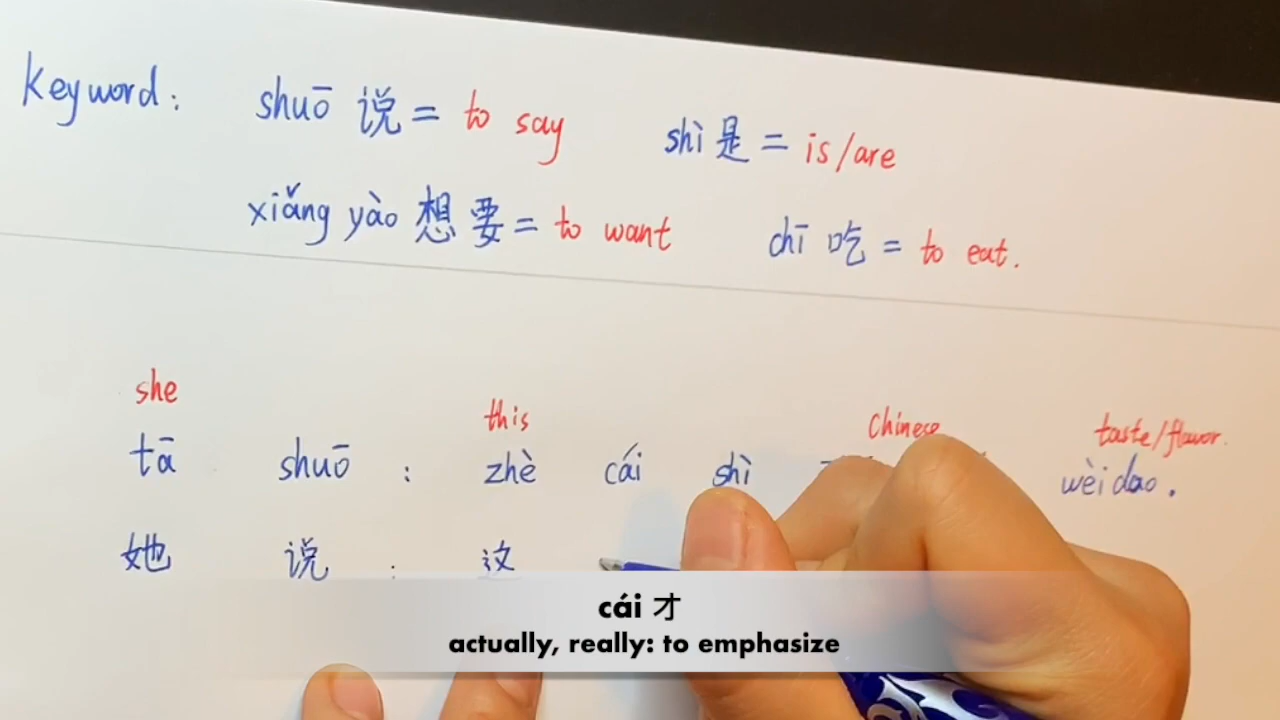 Keyword: shuō 说 = to say shì 是 = is/are
xiǎng yào 想要 = to want chī 吃 = to eat.
she this Chinese taste/flavor.
tā shuō : zhè cái shì wèi dao.
她 说 : 这
cái 才
actually, really: to emphasize